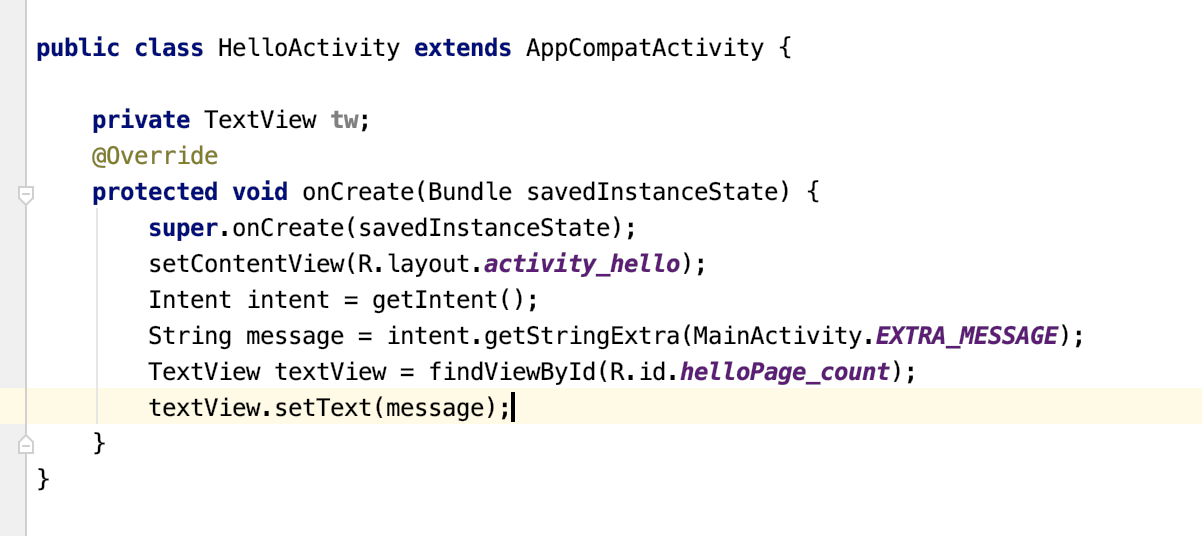 public class HelloActivity extends AppCompatActivity {
    private TextView tw;
    @Override
    protected void onCreate(Bundle savedInstanceState) {
        super.onCreate(savedInstanceState);
        setContentView(R.layout.activity_hello);
        Intent intent = getIntent();
        String message = intent.getStringExtra(MainActivity.EXTRA_MESSAGE);
        TextView textView = findViewById(R.id.helloPage_count);
        textView.setText(message);
    }
}